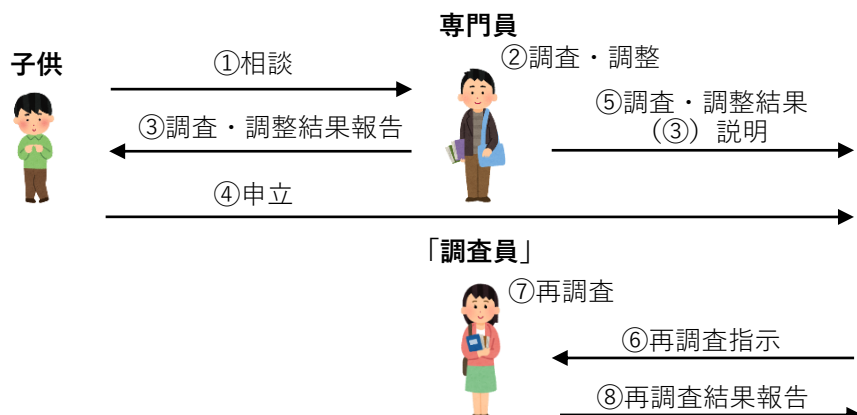 専門員
子供
①相談
②調査・調整
③調査・調整結果報告
⑤調査・調整結果
（③）説明
④申立
「調査員」
⑦再調査
⑥再調査指示
⑧再調査結果報告